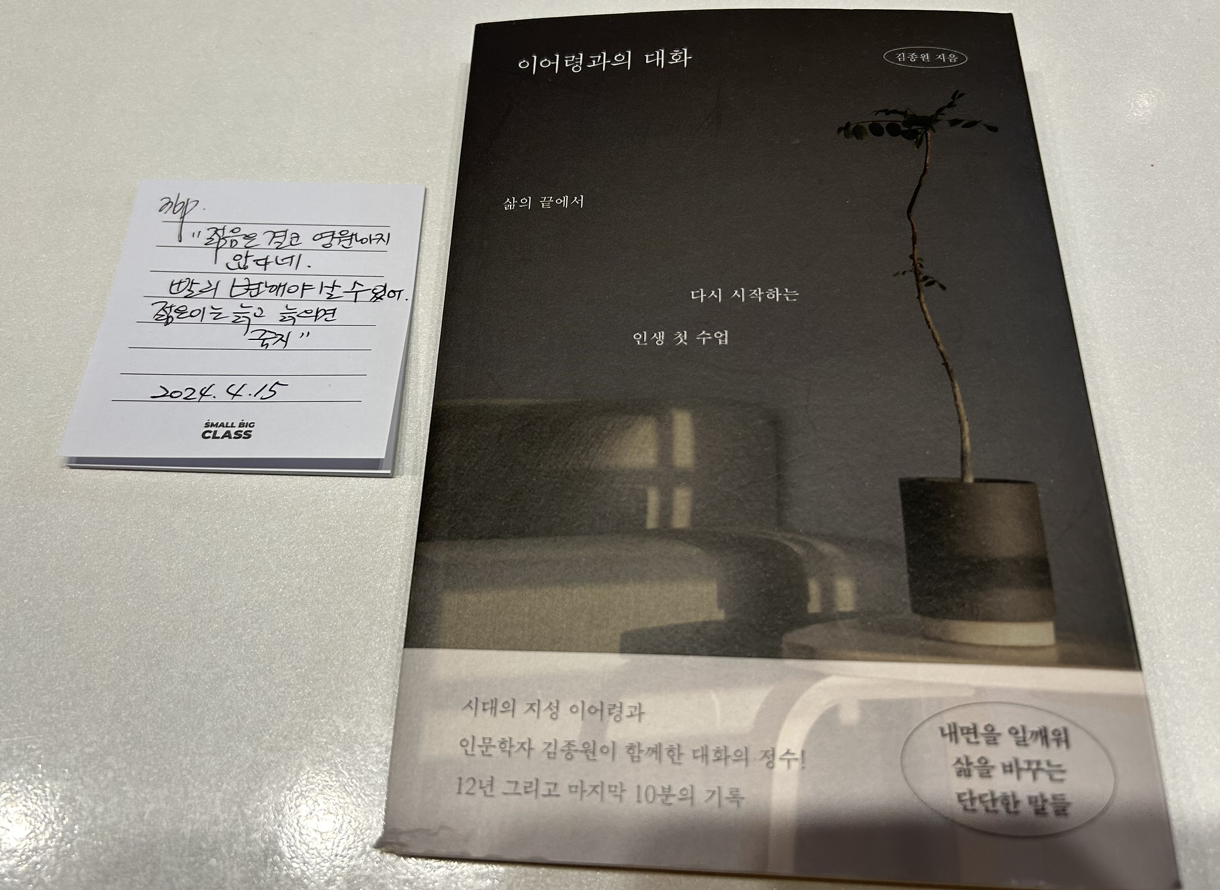 316p.
"젊음은 결코 영원하지
않다네.
빨리 변해야 살 수 있어.
젊은이는 늙고 늙으면
죽지"
2024. 4. 15
SMALL BIG
CLASS
이어령과의 대화
김종원 지음
삶의 끝에서
다시 시작하는
인생 첫 수업
시대의 지성 이어령과
인문학자 김종원이 함께한 대화의 정수!
12년 그리고 마지막 10분의 기록
내면을 일깨워
삶을 바꾸는
단단한 말들